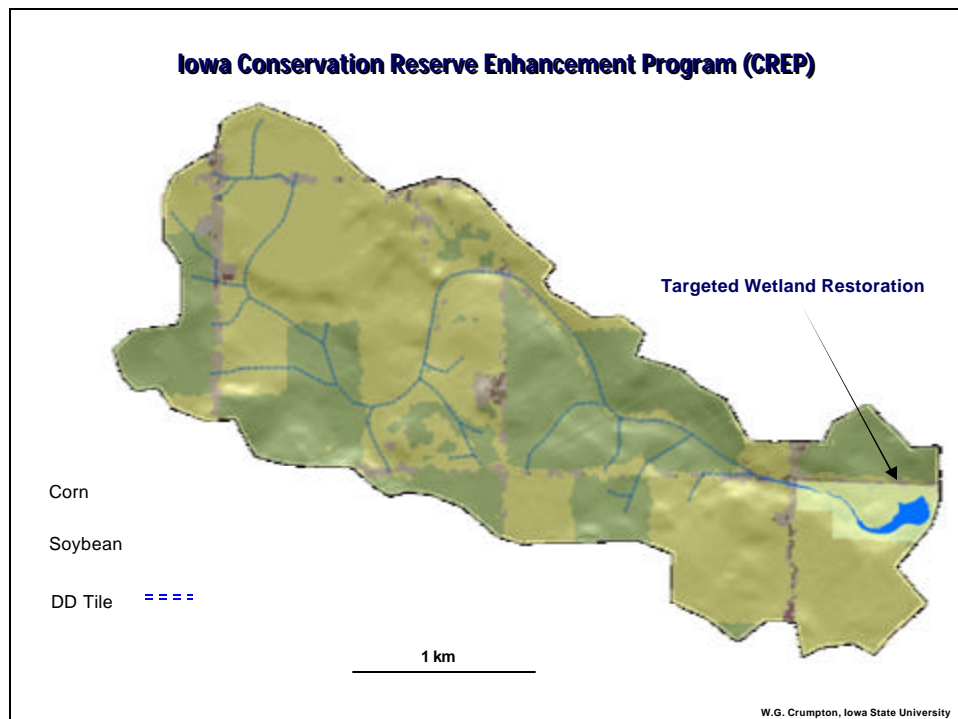 Iowa Conservation Reserve Enhancement Program (CREP)
Targeted Wetland Restoration
Corn
Soybean
DD Tile
1 km
W.G. Crumpton, Iowa State University